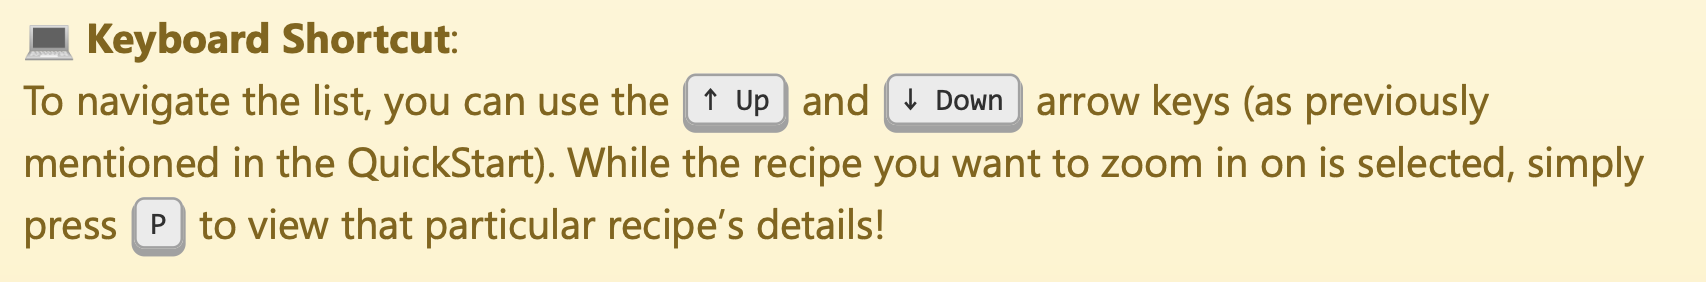 💻 Keyboard Shortcut:
To navigate the list, you can use the ↑ Up and ↓ Down arrow keys (as previously
mentioned in the QuickStart). While the recipe you want to zoom in on is selected, simply
press P to view that particular recipe’s details!